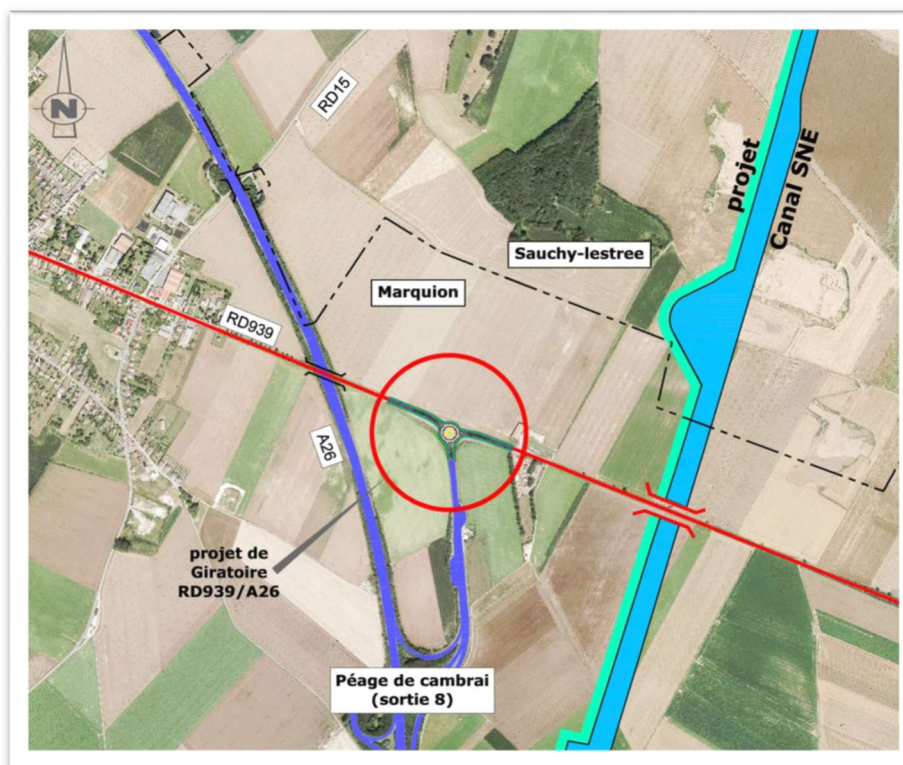 N
RD15
projet
Canal SNE
Sauchy-lestree
Marquion
RD939
A26
projet de
Giratoire
RD939/A26
Péage de cambrai
(sortie 8)